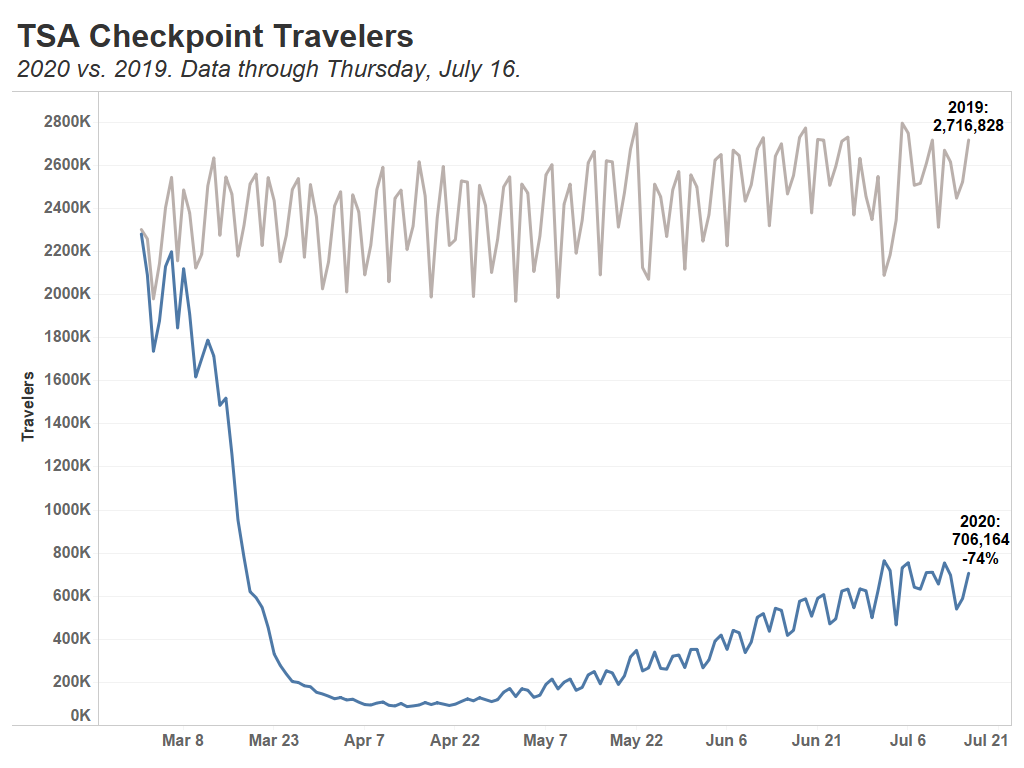 TSA Checkpoint Travelers
2020 vs. 2019. Data through Thursday, July 16.
2019:
2,716,828
2800K
2600K
2400K
2200K
2000K
1800K
1600K
1400K
1200K
1000K
800K
600K
400K
200K
0K
Travelers
2020:
706,164
-74%
Mar 8 Mar 23 Apr 7 Apr 22 May 7 May 22 Jun 6 Jun 21 Jul 6 Jul 21